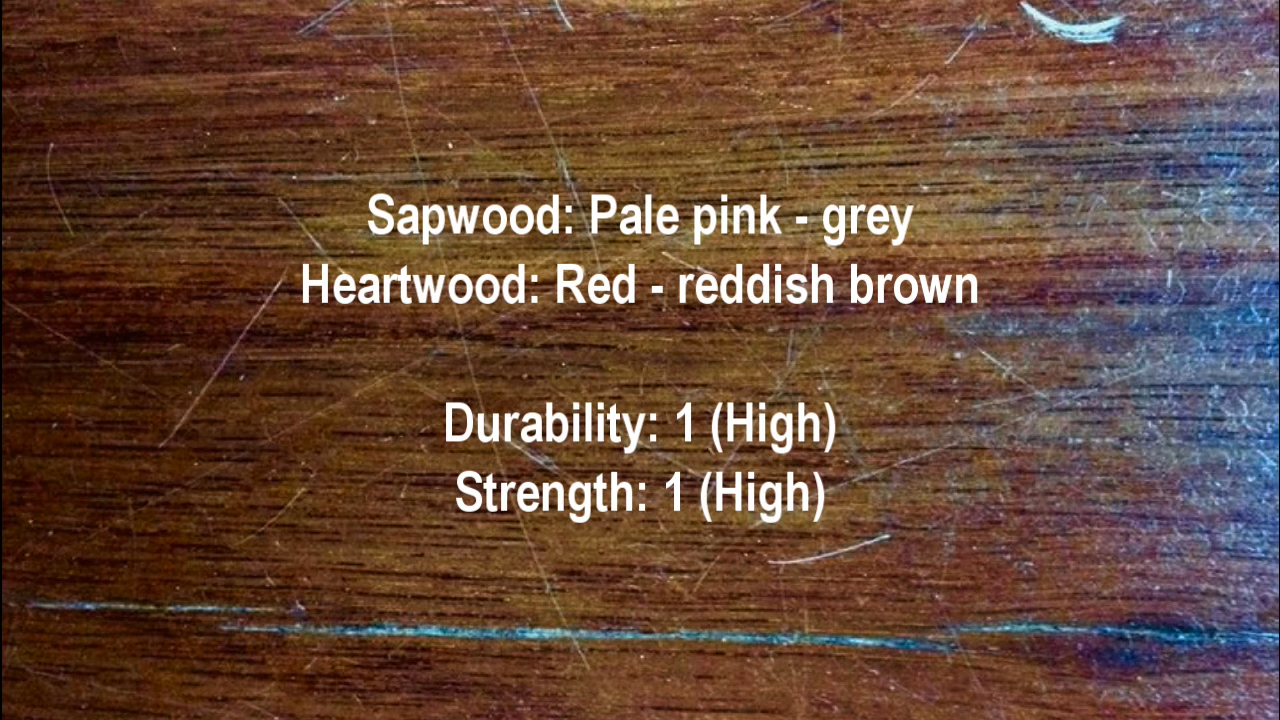 Sapwood: Pale pink - grey
Heartwood: Red - reddish brown
Durability: 1 (High)
Strength: 1 (High)